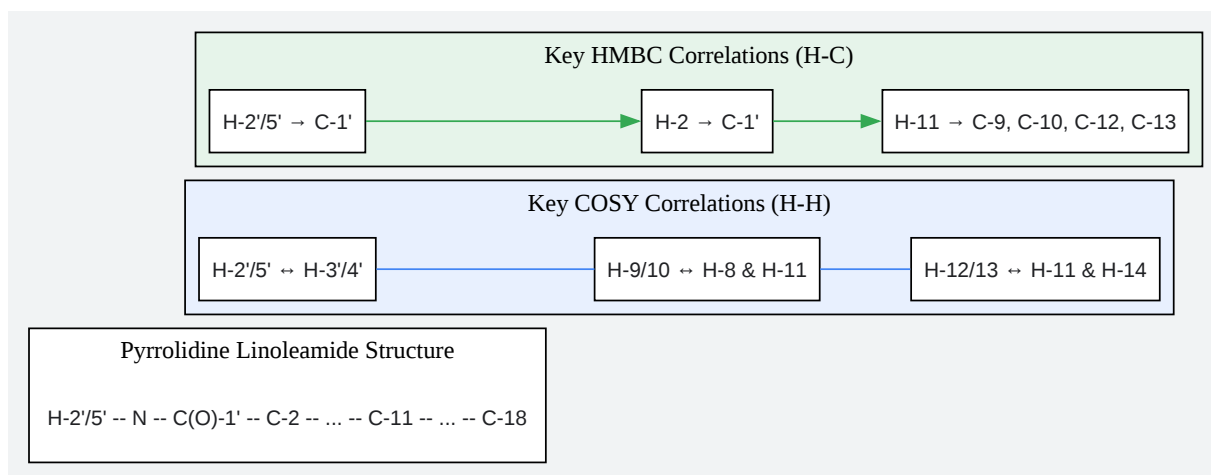 Key HMBC Correlations (H-C)
H-2'/5' → C-1'
H-2 → C-1'
H-11 → C-9, C-10, C-12, C-13
Key COSY Correlations (H-H)
H-2'/5' ↔ H-3'/4'
H-9/10 ↔ H-8 & H-11
H-12/13 ↔ H-11 & H-14
Pyrrolidine Linoleamide Structure
H-2'/5' -- N -- C(O)-1' -- C-2 -- ... -- C-11 -- ... -- C-18